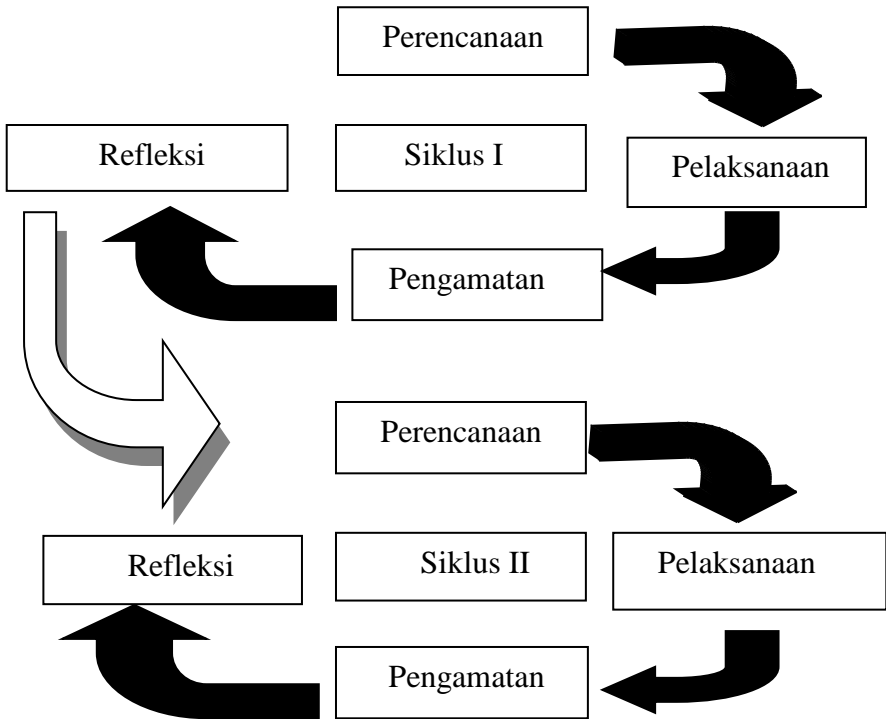 Perencanaan
Refleksi
Siklus I
Pelaksanaan
Pengamatan
Perencanaan
Refleksi
Siklus II
Pelaksanaan
Pengamatan